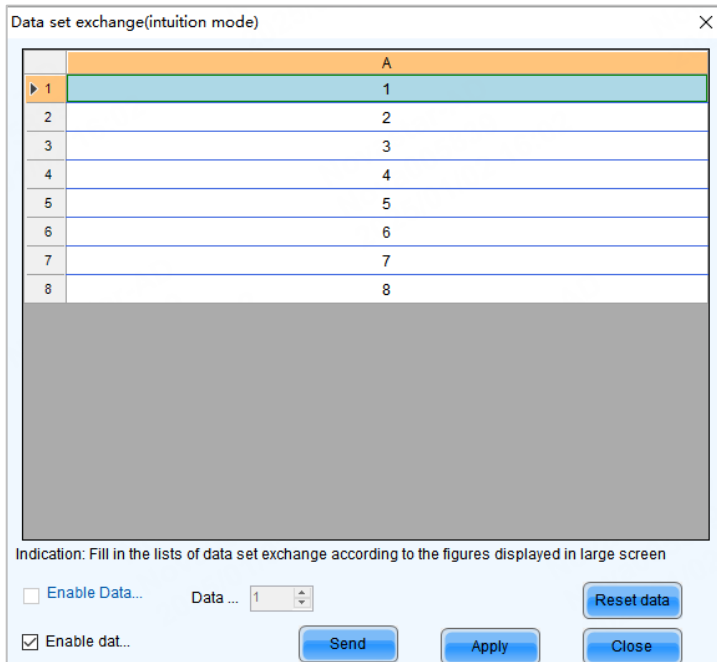 Data set exchange(intuition mode)
A
1 1
2 2
3 3
4 4
5 5
6 6
7 7
8 8
Indication: Fill in the lists of data set exchange according to the figures displayed in large screen
Enable Data... Data ... 1 Reset data
Enable dat... Send Apply Close